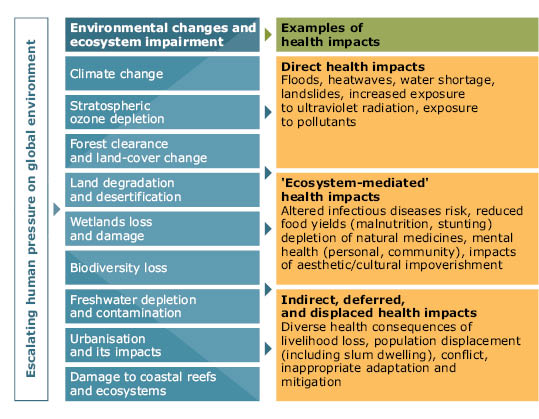 Escalating human pressure on global environment
Environmental changes and
ecosystem impairment
Climate change
Stratospheric
ozone depletion
Forest clearance
and land-cover change
Land degradation
and desertification
Wetlands loss
and damage
Biodiversity loss
Freshwater depletion
and contamination
Urbanisation
and its impacts
Damage to coastal reefs
and ecosystems
Examples of
health impacts
Direct health impacts
Floods, heatwaves, water shortage,
landslides, increased exposure
to ultraviolet radiation, exposure
to pollutants
'Ecosystem-mediated'
health impacts
Altered infectious diseases risk, reduced
food yields (malnutrition, stunting)
depletion of natural medicines, mental
health (personal, community), impacts
of aesthetic/cultural impoverishment
Indirect, deferred,
and displaced health impacts
Diverse health consequences of
livelihood loss, population displacement
(including slum dwelling), conflict,
inappropriate adaptation and
mitigation